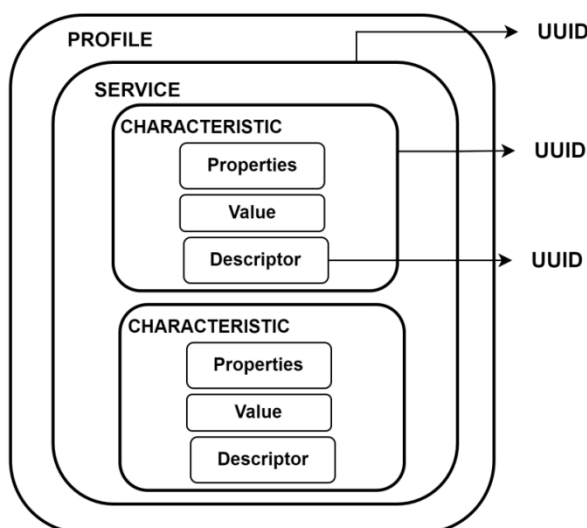 PROFILE
UUID
SERVICE
CHARACTERISTIC
Properties
UUID
Value
Descriptor
UUID
CHARACTERISTIC
Properties
Value
Descriptor